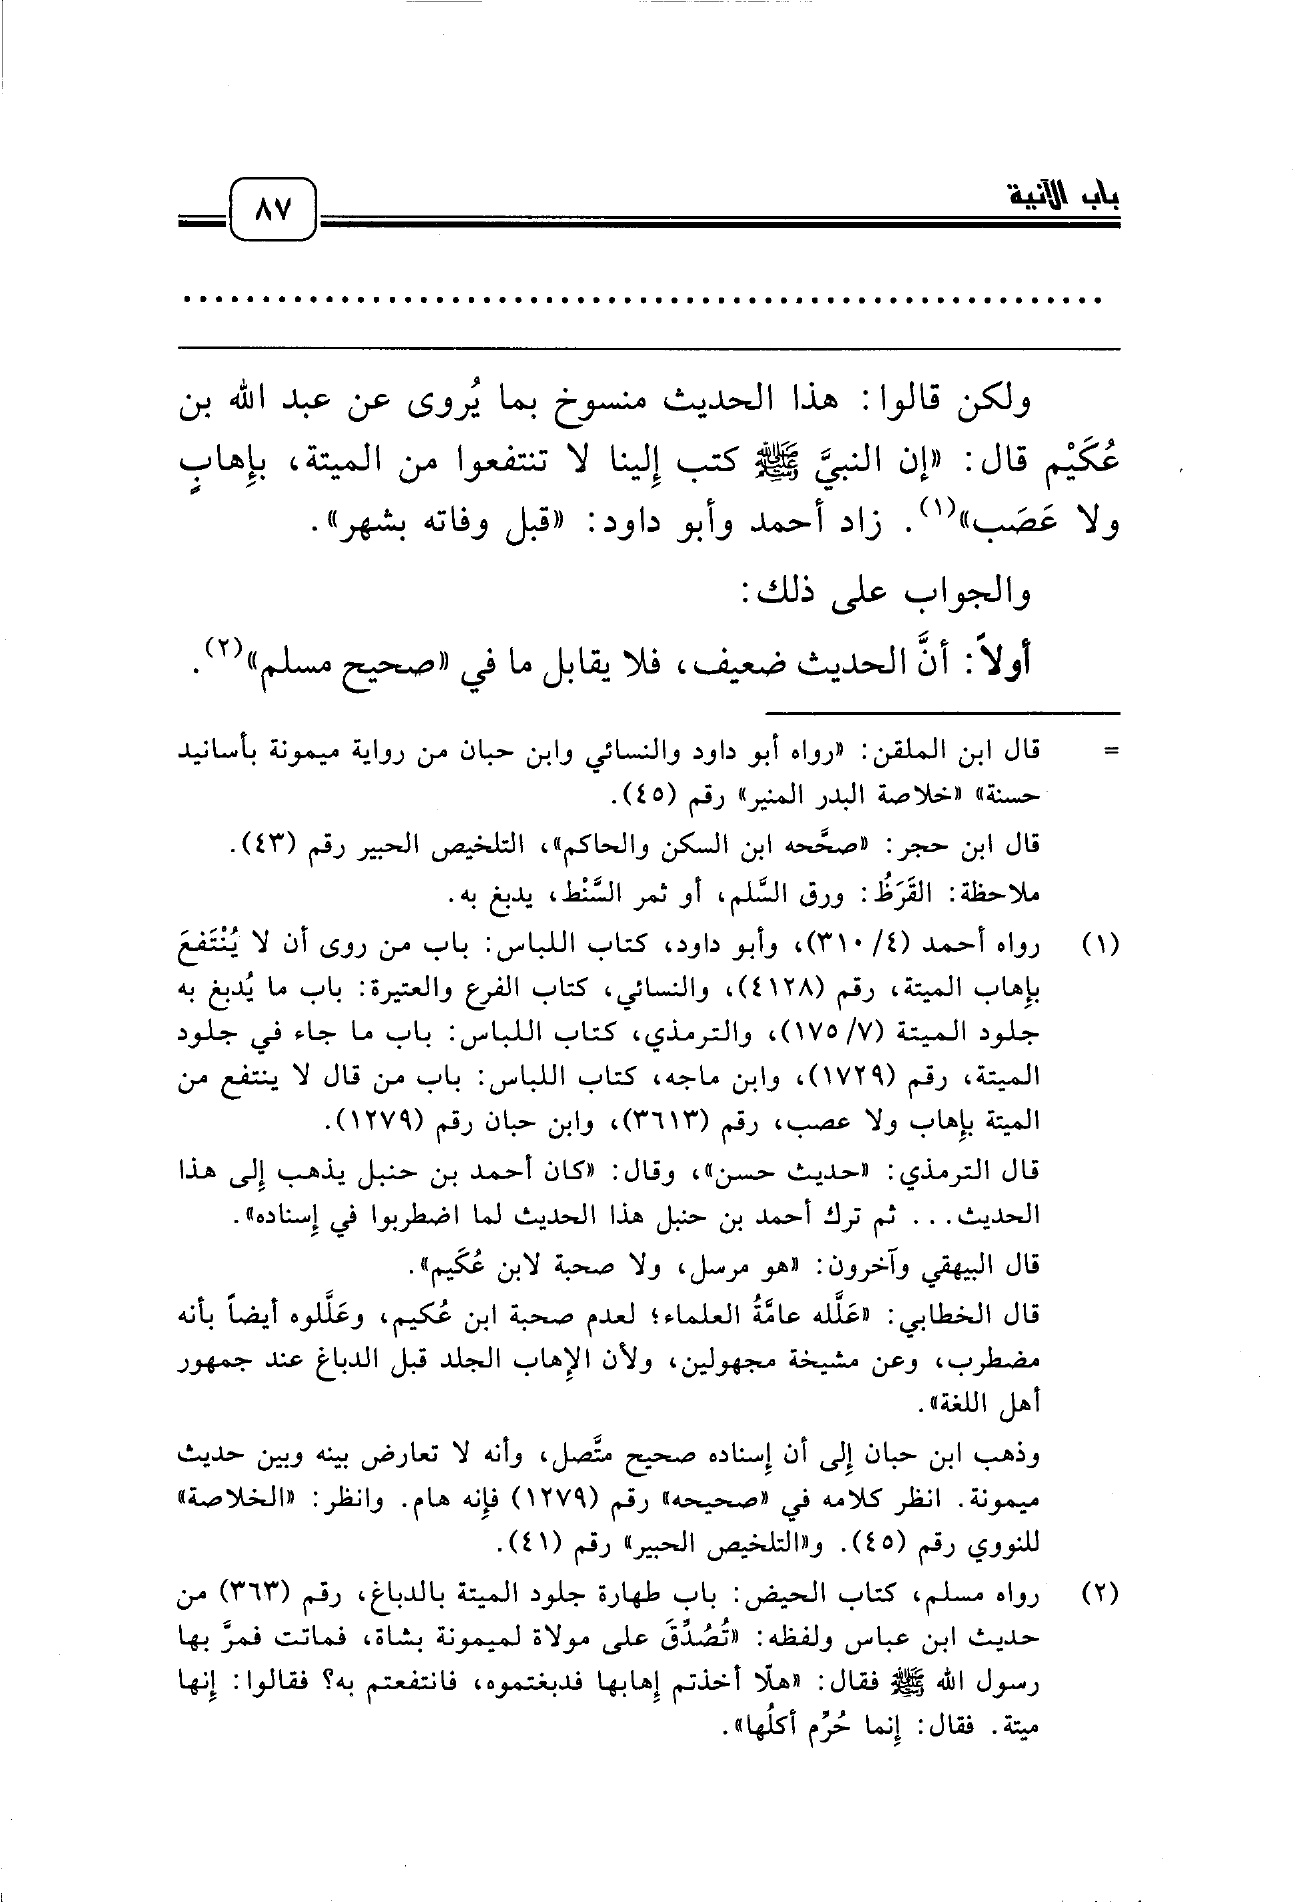 باب الآنية
٨٧
............................................................
ولكن قالوا: هذا الحديث منسوخ بما يُروى عن عبد الله بن
عُكَيْم قال: «إن النبيَّ ﷺ كتب إلينا لا تنتفعوا من الميتة، بإهابٍ
ولا عَصَب»(١). زاد أحمد وأبو داود: «قبل وفاته بشهر».
والجواب على ذلك:
أولاً: أنَّ الحديث ضعيف، فلا يقابل ما في «صحيح مسلم»(٢).
= قال ابن الملقن: «رواه أبو داود والنسائي وابن حبان من رواية ميمونة بأسانيد
حسنة» «خلاصة البدر المنير» رقم (٤٥).
قال ابن حجر: «صحَّحه ابن السكن والحاكم»، التلخيص الحبير رقم (٤٣).
ملاحظة: القَرَظُ: ورق السَّلم، أو ثمر السَّنْط، يدبغ به.
(١) رواه أحمد (٤/ ٣١٠)، وأبو داود، كتاب اللباس: باب من روى أن لا يُنْتَفعَ
بإهاب الميتة، رقم (٤١٢٨)، والنسائي، كتاب الفرع والعتيرة: باب ما يُدبغ به
جلود الميتة (٧/ ١٧٥)، والترمذي، كتاب اللباس: باب ما جاء في جلود
الميتة، رقم (١٧٢٩)، وابن ماجه، كتاب اللباس: باب من قال لا ينتفع من
الميتة بإهاب ولا عصب، رقم (٣٦١٣)، وابن حبان رقم (١٢٧٩).
قال الترمذي: «حديث حسن»، وقال: «كان أحمد بن حنبل يذهب إلى هذا
الحديث... ثم ترك أحمد بن حنبل هذا الحديث لما اضطربوا في إسناده».
قال البيهقي وآخرون: «هو مرسل، ولا صحبة لابن عُكَيم».
قال الخطابي: «عَلَّله عامَّةُ العلماء؛ لعدم صحبة ابن عُكيم، وعَلَّلوه أيضاً بأنه
مضطرب، وعن مشيخة مجهولين، ولأن الإهاب الجلد قبل الدباغ عند جمهور
أهل اللغة».
وذهب ابن حبان إلى أن إسناده صحيح متَّصل، وأنه لا تعارض بينه وبين حديث
ميمونة. انظر كلامه في «صحيحه» رقم (١٢٧٩) فإنه هام. وانظر: «الخلاصة»
للنووي رقم (٤٥). و«التلخيص الحبير» رقم (٤١).
(٢) رواه مسلم، كتاب الحيض: باب طهارة جلود الميتة بالدباغ، رقم (٣٦٣) من
حديث ابن عباس ولفظه: «تُصُدِّقَ على مولاة لميمونة بشاة، فماتت فمرَّ بها
رسول الله ﷺ فقال: «هلّا أخذتم إهابها فدبغتموه، فانتفعتم به؟ فقالوا: إنها
ميتة. فقال: إنما حُرِّم أكلُها».